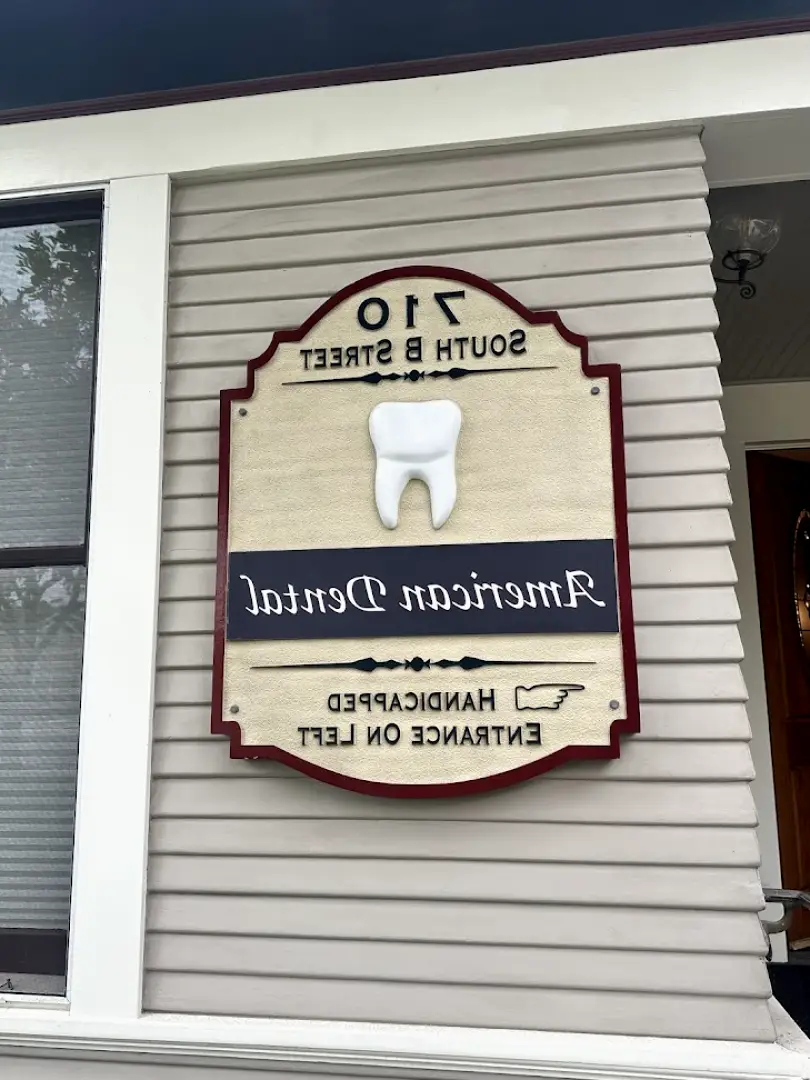 710
SOUTH B STREET
American Dental
HANDICAPPED
ENTRANCE ON LEFT